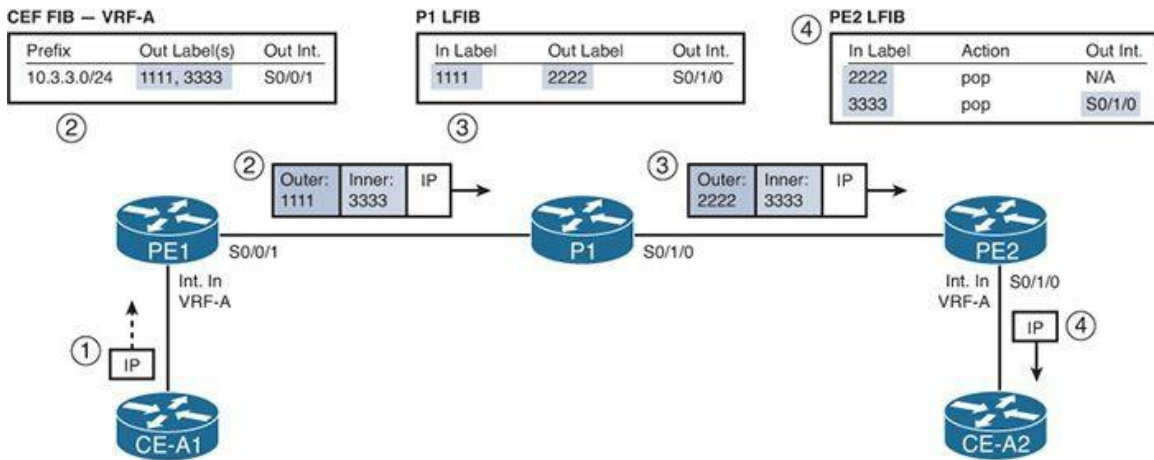 CEF FIB — VRF-A
Prefix Out Label(s) Out Int.
10.3.3.0/24 1111, 3333 S0/0/1
②
P1 LFIB
In Label Out Label Out Int.
1111 2222 S0/1/0
③
PE2 LFIB
④
In Label Action Out Int.
2222 pop N/A
3333 pop S0/1/0
②
Outer: Inner: IP
1111 3333
③
Outer: Inner: IP
2222 3333
PE1
S0/0/1
P1
S0/1/0
PE2
Int. In
VRF-A
Int. In
VRF-A
S0/1/0
①
IP
IP
④
CE-A1
CE-A2